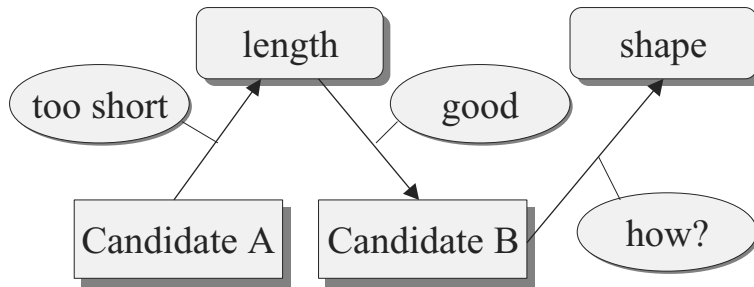 length
shape
too short
good
Candidate A
Candidate B
how?